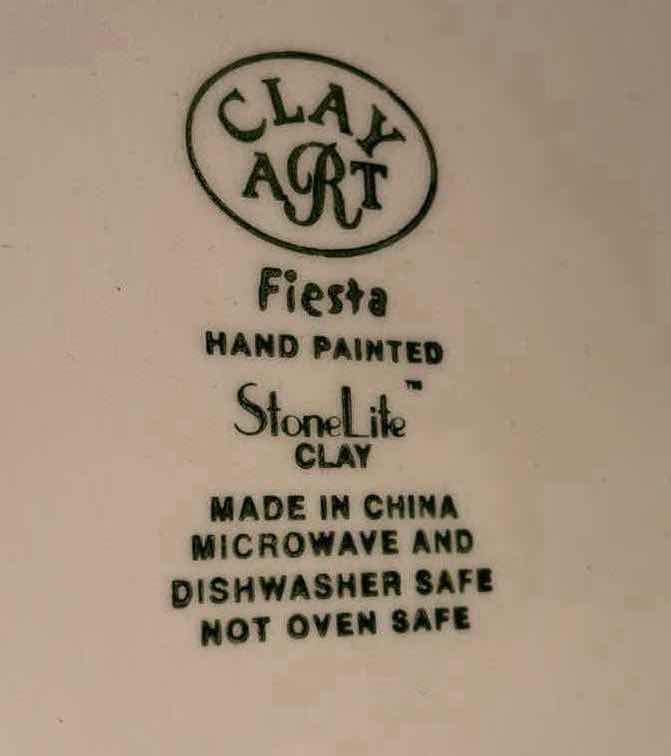 CLAY
ART
Fiesta
HAND PAINTED
StoneLite™
CLAY
MADE IN CHINA
MICROWAVE AND
DISHWASHER SAFE
NOT OVEN SAFE